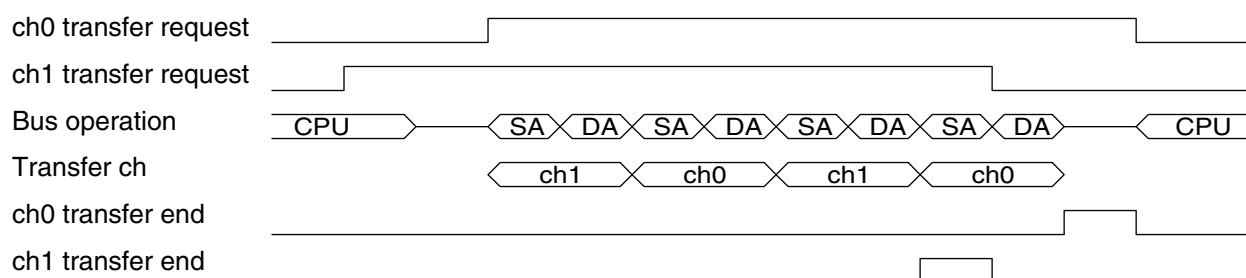 ch0 transfer request
ch1 transfer request
Bus operation CPU SA DA SA DA SA DA SA DA CPU
Transfer ch ch1 ch0 ch1 ch0
ch0 transfer end
ch1 transfer end